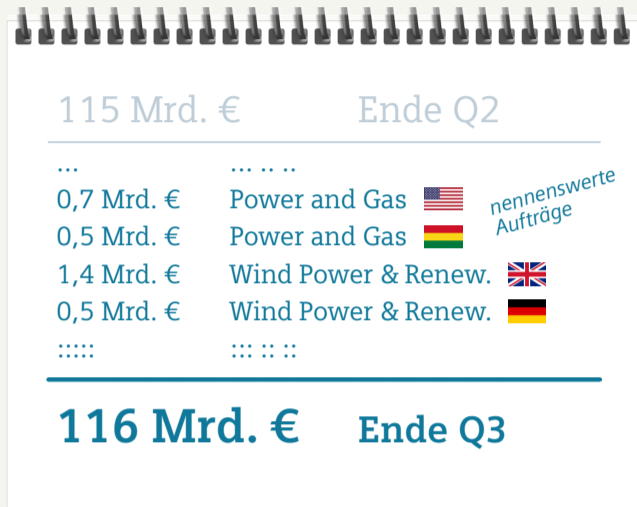 115 Mrd. € Ende Q2
... ... .. ..
0,7 Mrd. € Power and Gas
nennenswerte
Aufträge
0,5 Mrd. € Power and Gas
1,4 Mrd. € Wind Power & Renew.
0,5 Mrd. € Wind Power & Renew.
::::: ::: :: ::
116 Mrd. € Ende Q3